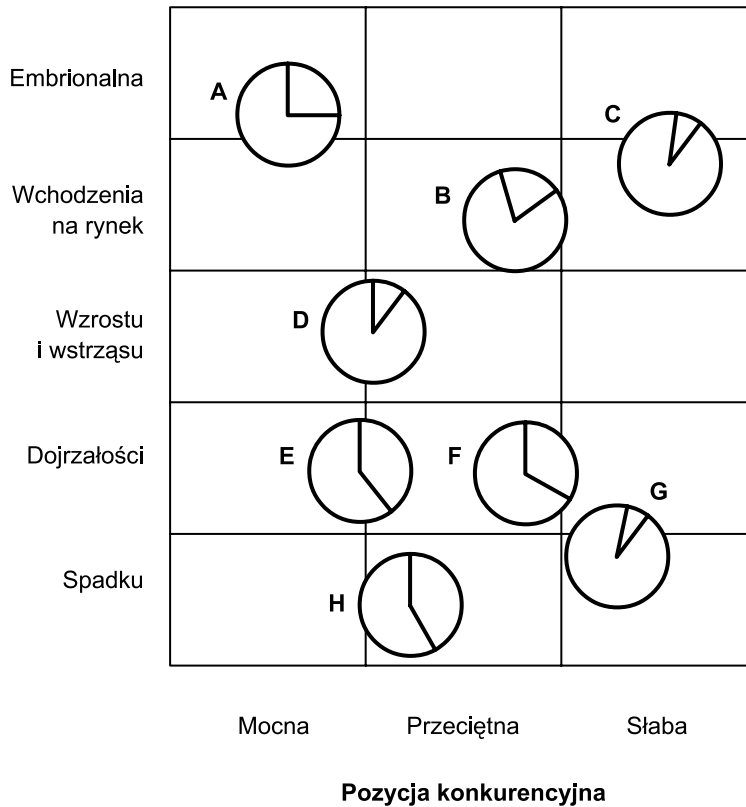 Embrionalna
A
C
Wchodzenia
na rynek
B
Wzrostu
i wstrząsu
D
Dojrzałości
E
F
G
Spadku
H
Mocna
Przeciętna
Słaba
Pozycja konkurencyjna